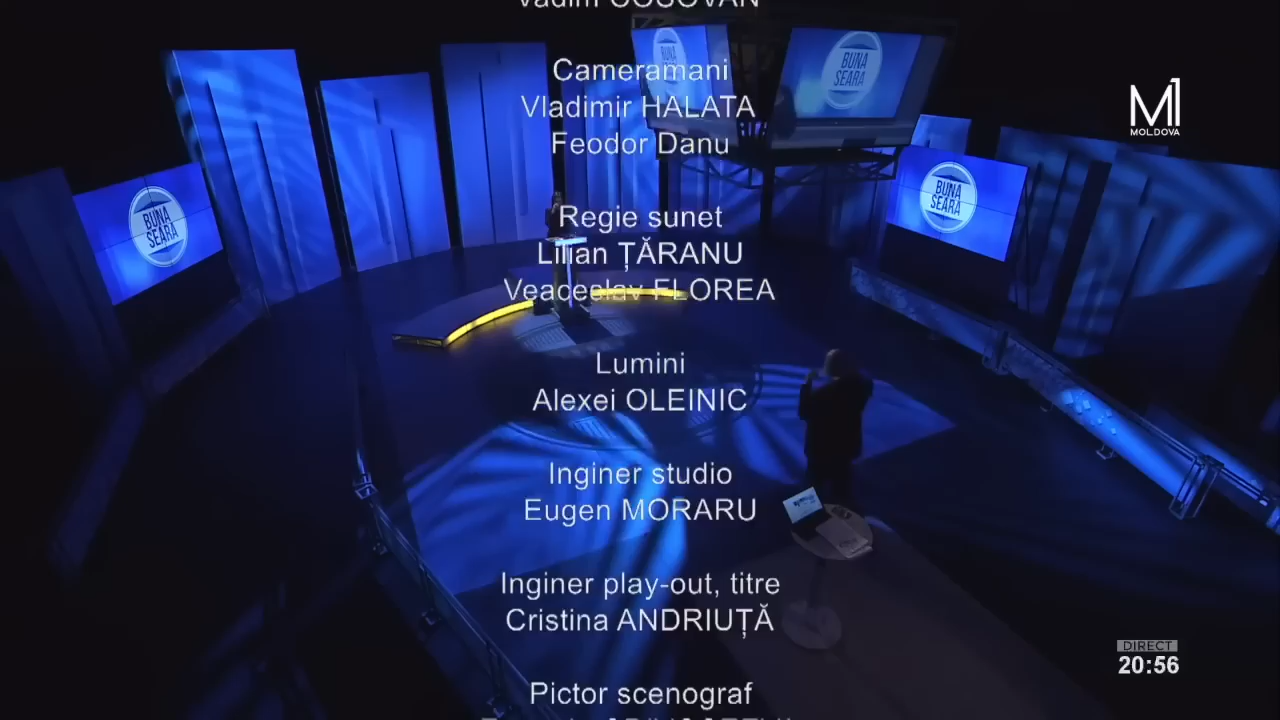 Cameramani
Vladimir HALATA
Feodor Danu
Regie sunet
Lilian ȚĂRANU
Veaceslav FLOREA
Lumini
Alexei OLEINIC
Inginer studio
Eugen MORARU
Inginer play-out, titre
Cristina ANDRIUȚĂ
Pictor scenograf
BUNA
SEARA
BUNA
SEARA
BUNA
SEARA
BUNA
SEARA
M1
MOLDOVA
DIRECT
20:56